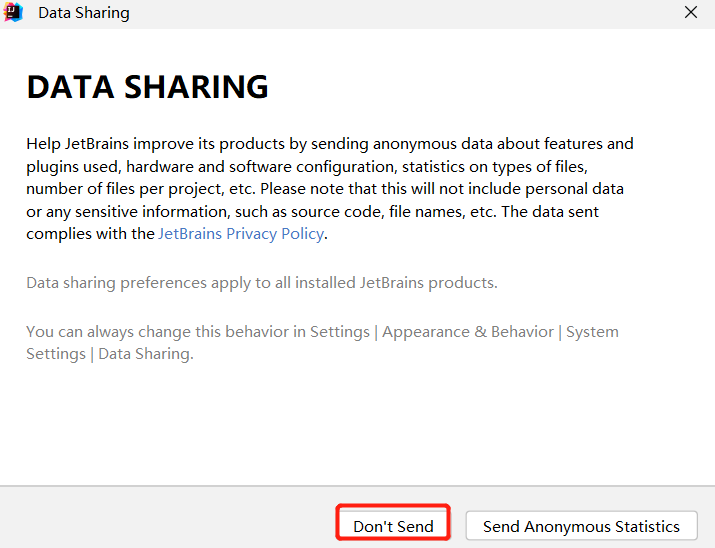 Data Sharing
DATA SHARING
Help JetBrains improve its products by sending anonymous data about features and
plugins used, hardware and software configuration, statistics on types of files,
number of files per project, etc. Please note that this will not include personal data
or any sensitive information, such as source code, file names, etc. The data sent
complies with the JetBrains Privacy Policy.
Data sharing preferences apply to all installed JetBrains products.
You can always change this behavior in Settings | Appearance & Behavior | System
Settings | Data Sharing.
Don't Send
Send Anonymous Statistics